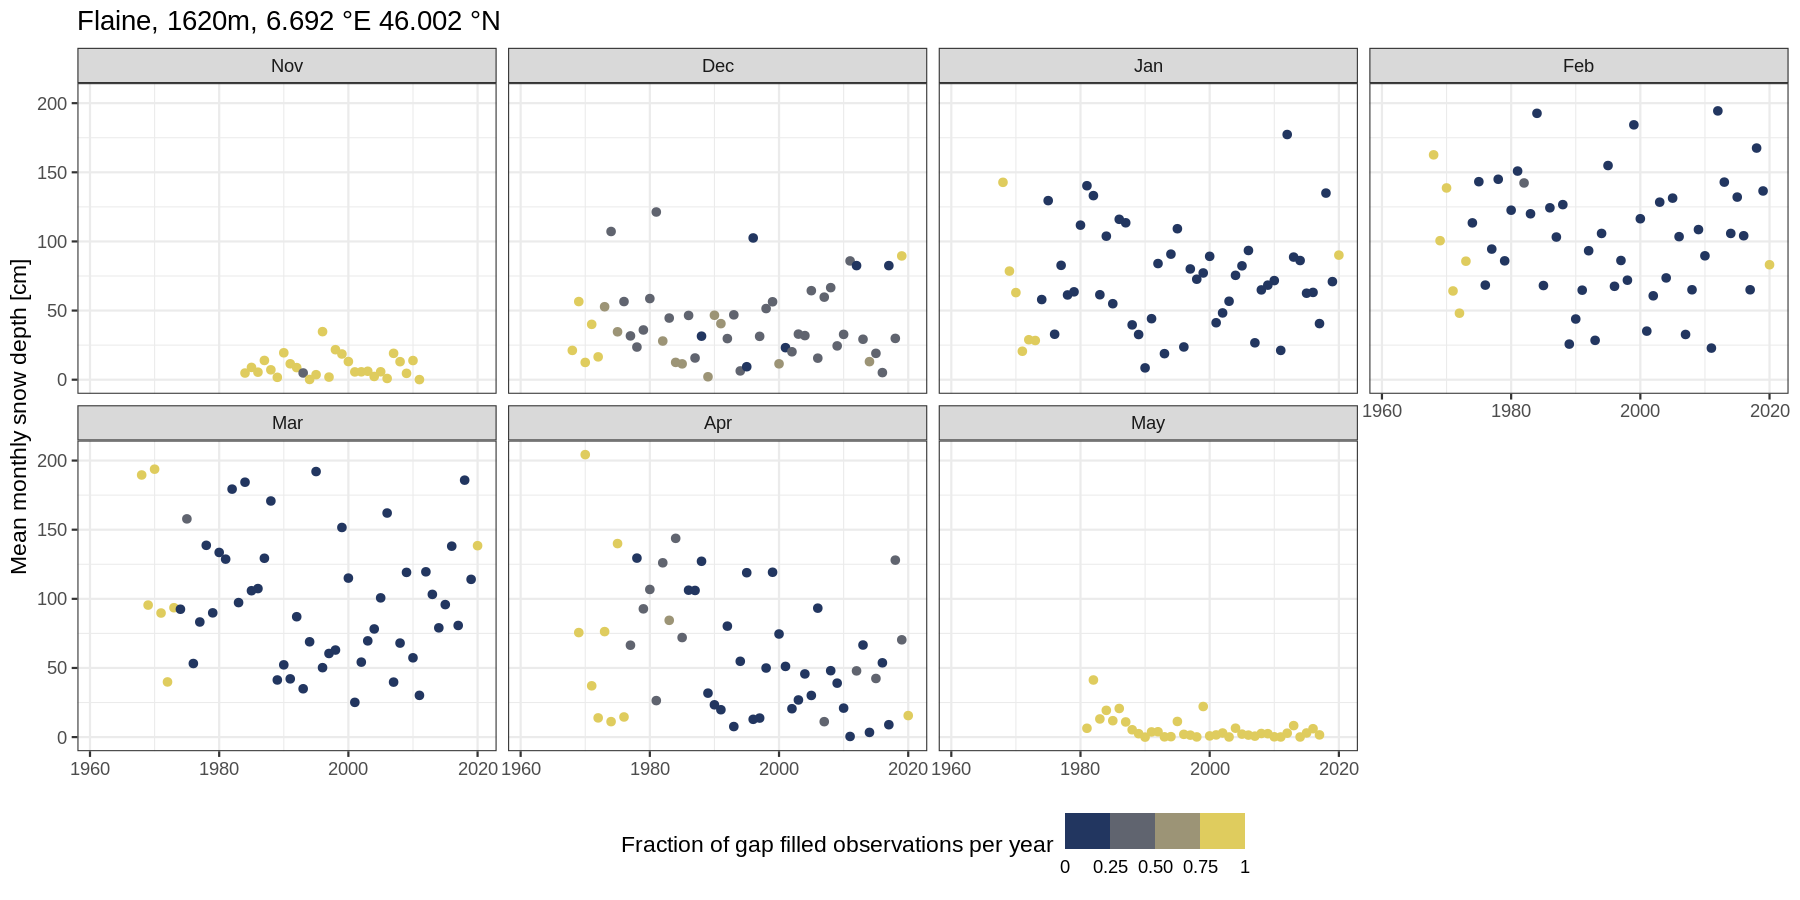 Flaine, 1620m, 6.692 °E 46.002 °N
Nov Dec Jan Feb
200
150
100
50
0
1960 1980 2000 2020
Mean monthly snow depth [cm]
Mar Apr May
200
150
100
50
0
1960 1980 2000 2020 1960 1980 2000 2020 1960 1980 2000 2020
Fraction of gap filled observations per year
0 0.25 0.50 0.75 1